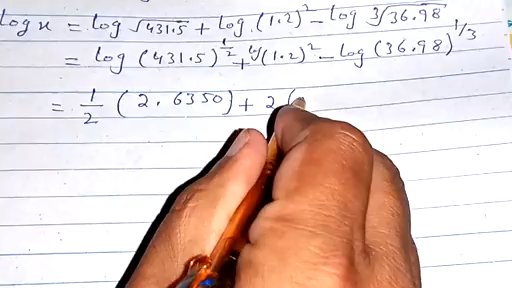 log x = log √431.5 + log (1.2)² - log ∛36.98
= log (431.5)^1/2 + log (1.2)² - log (36.98)^1/3
= 1/2 (2.6350) + 2 (